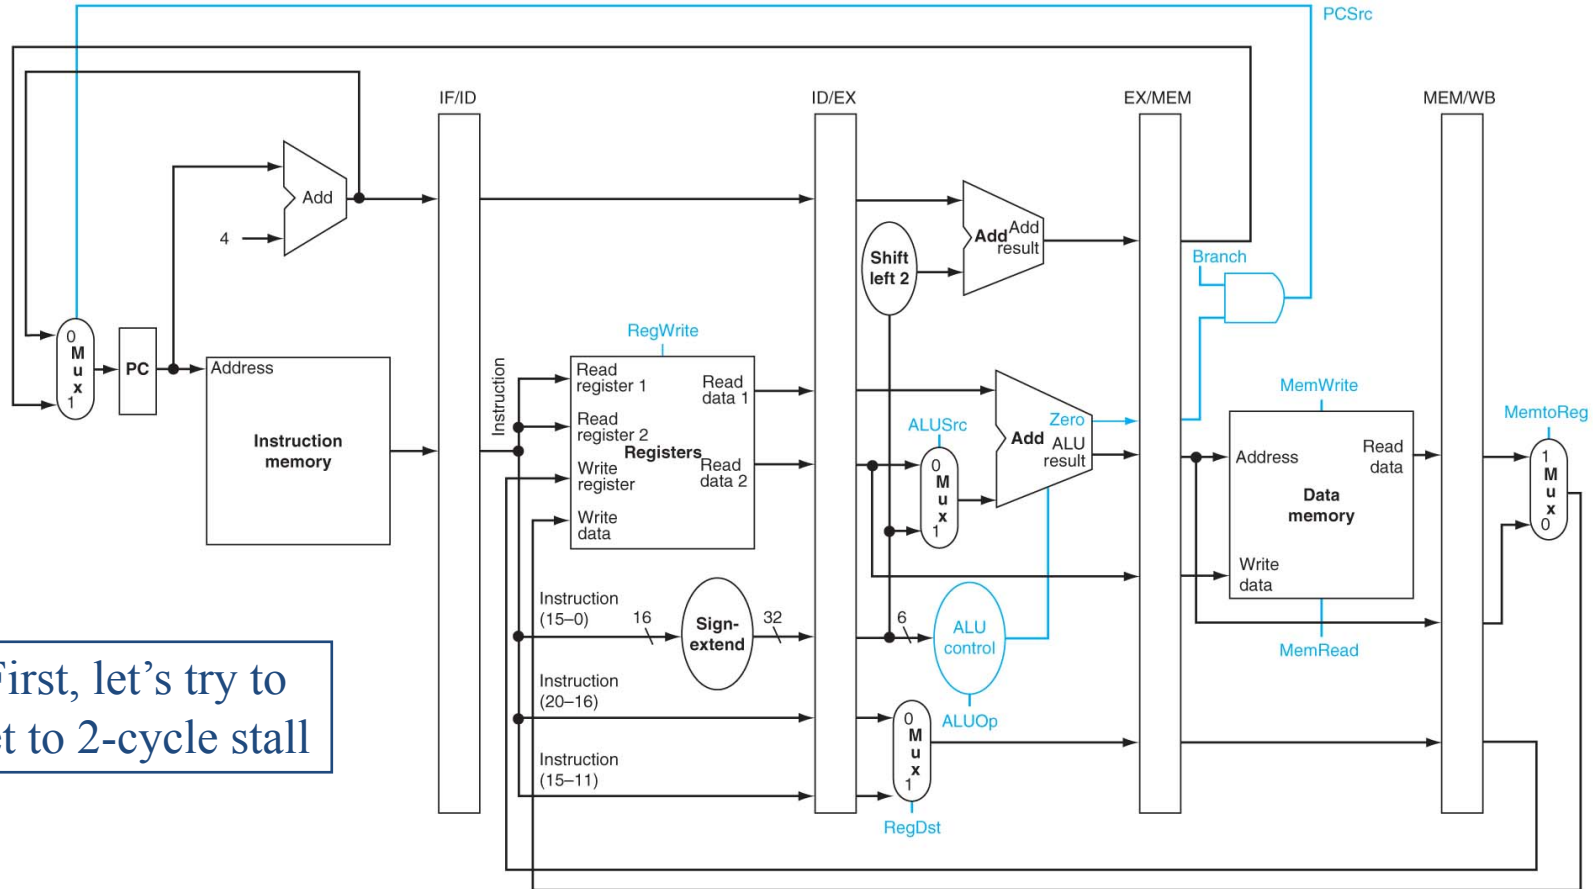 PCSrc
IF/ID
ID/EX
EX/MEM
MEM/WB
Add
4
Add Add
result
Shift
left 2
Branch
0
M
u
x
1
PC
Address
Instruction
memory
Instruction
RegWrite
Read
register 1
Read
register 2
Write
register
Write
data
Registers
Read
data 1
Read
data 2
ALUSrc
0
M
u
x
1
Zero
Add ALU
result
MemWrite
Address
Read
data
Data
memory
Write
data
MemRead
MemtoReg
1
M
u
x
0
Instruction
(15–0)
16
Sign-
extend
32
6
ALU
control
ALUOp
Instruction
(20–16)
Instruction
(15–11)
0
M
u
x
1
RegDst
First, let’s try to
et to 2-cycle stall